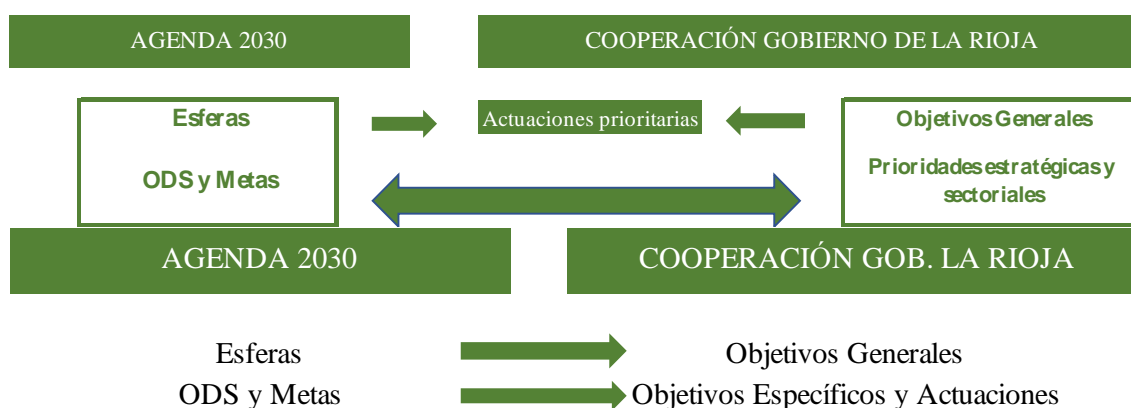 AGENDA 2030
COOPERACIÓN GOBIERNO DE LA RIOJA
Esferas
ODS y Metas
Actuaciones prioritarias
Objetivos Generales
Prioridades estratégicas y
sectoriales
AGENDA 2030
COOPERACIÓN GOB. LA RIOJA
Esferas
Objetivos Generales
ODS y Metas
Objetivos Específicos y Actuaciones